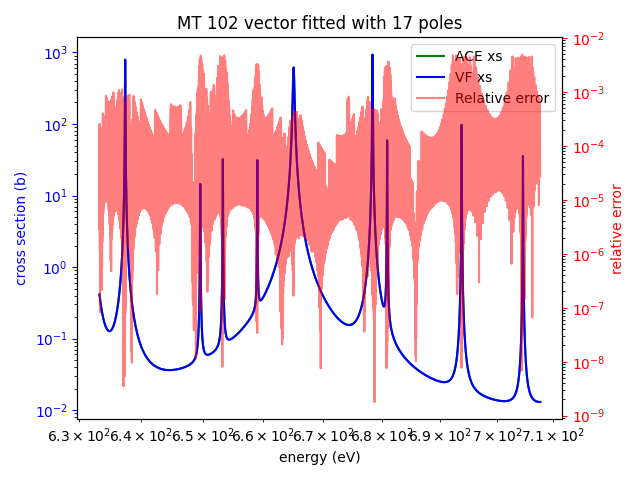 MT 102 vector fitted with 17 poles
ACE xs
VF xs
Relative error
cross section (b)
10³
10²
10¹
10⁰
10⁻¹
10⁻²
10⁻²
10⁻³
10⁻⁴
10⁻⁵
10⁻⁶
10⁻⁷
10⁻⁸
10⁻⁹
relative error
6.3 × 10² 6.4 × 10² 6.5 × 10² 6.6 × 10² 6.7 × 10² 6.8 × 10² 6.9 × 10² 7 × 10² 7.1 × 10²
energy (eV)